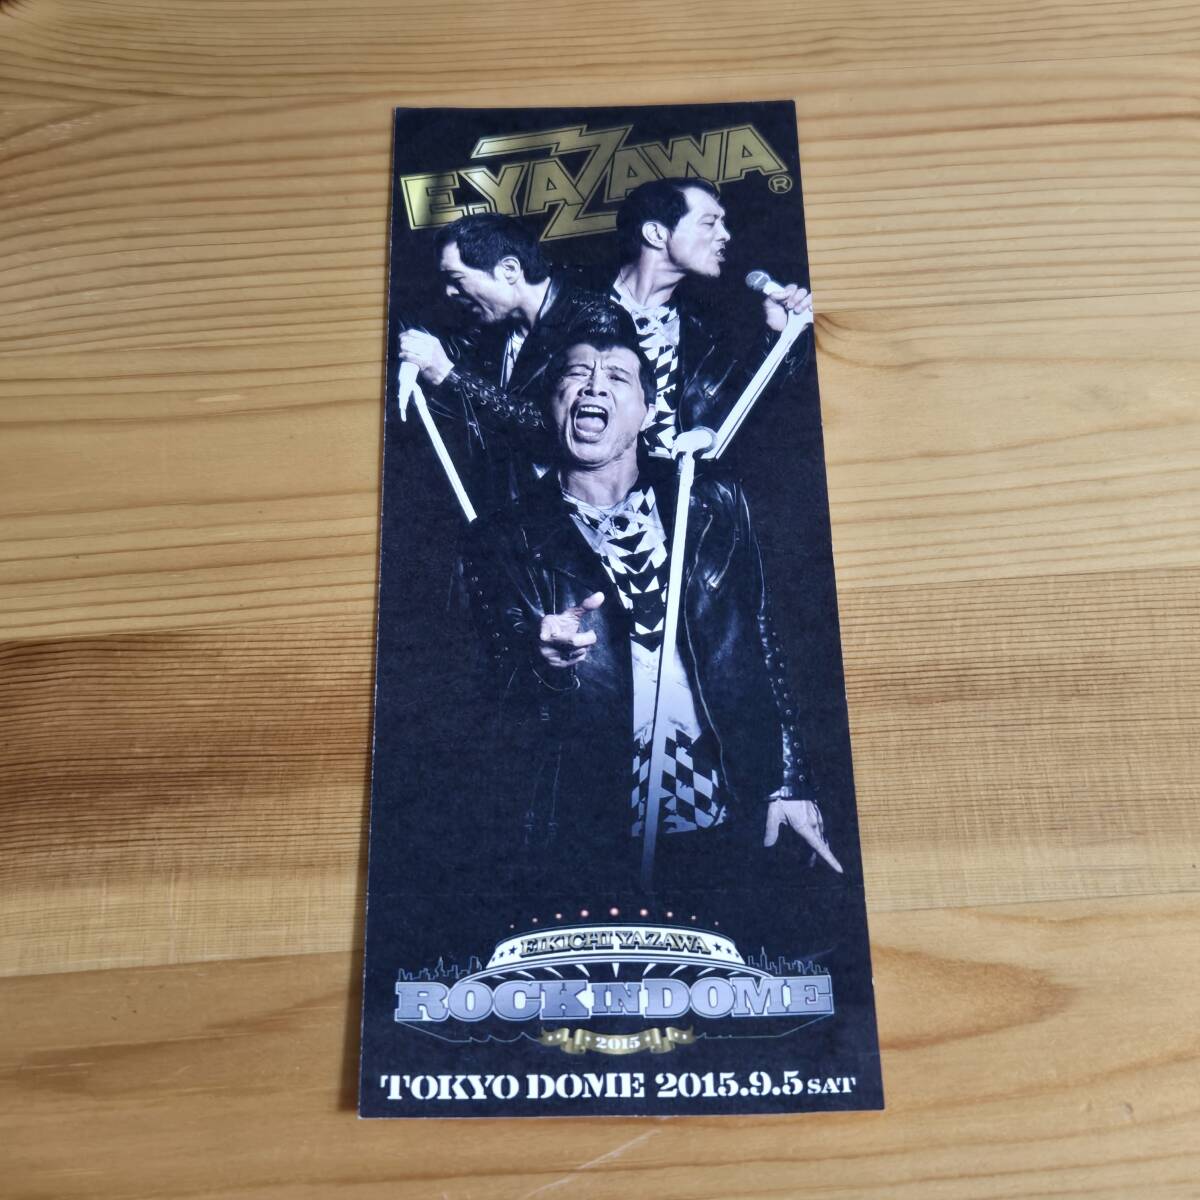 E.YAZAWA®
EIKICHI YAZAWA
ROCK IN DOME
2015
TOKYO DOME 2015.9.5 SAT